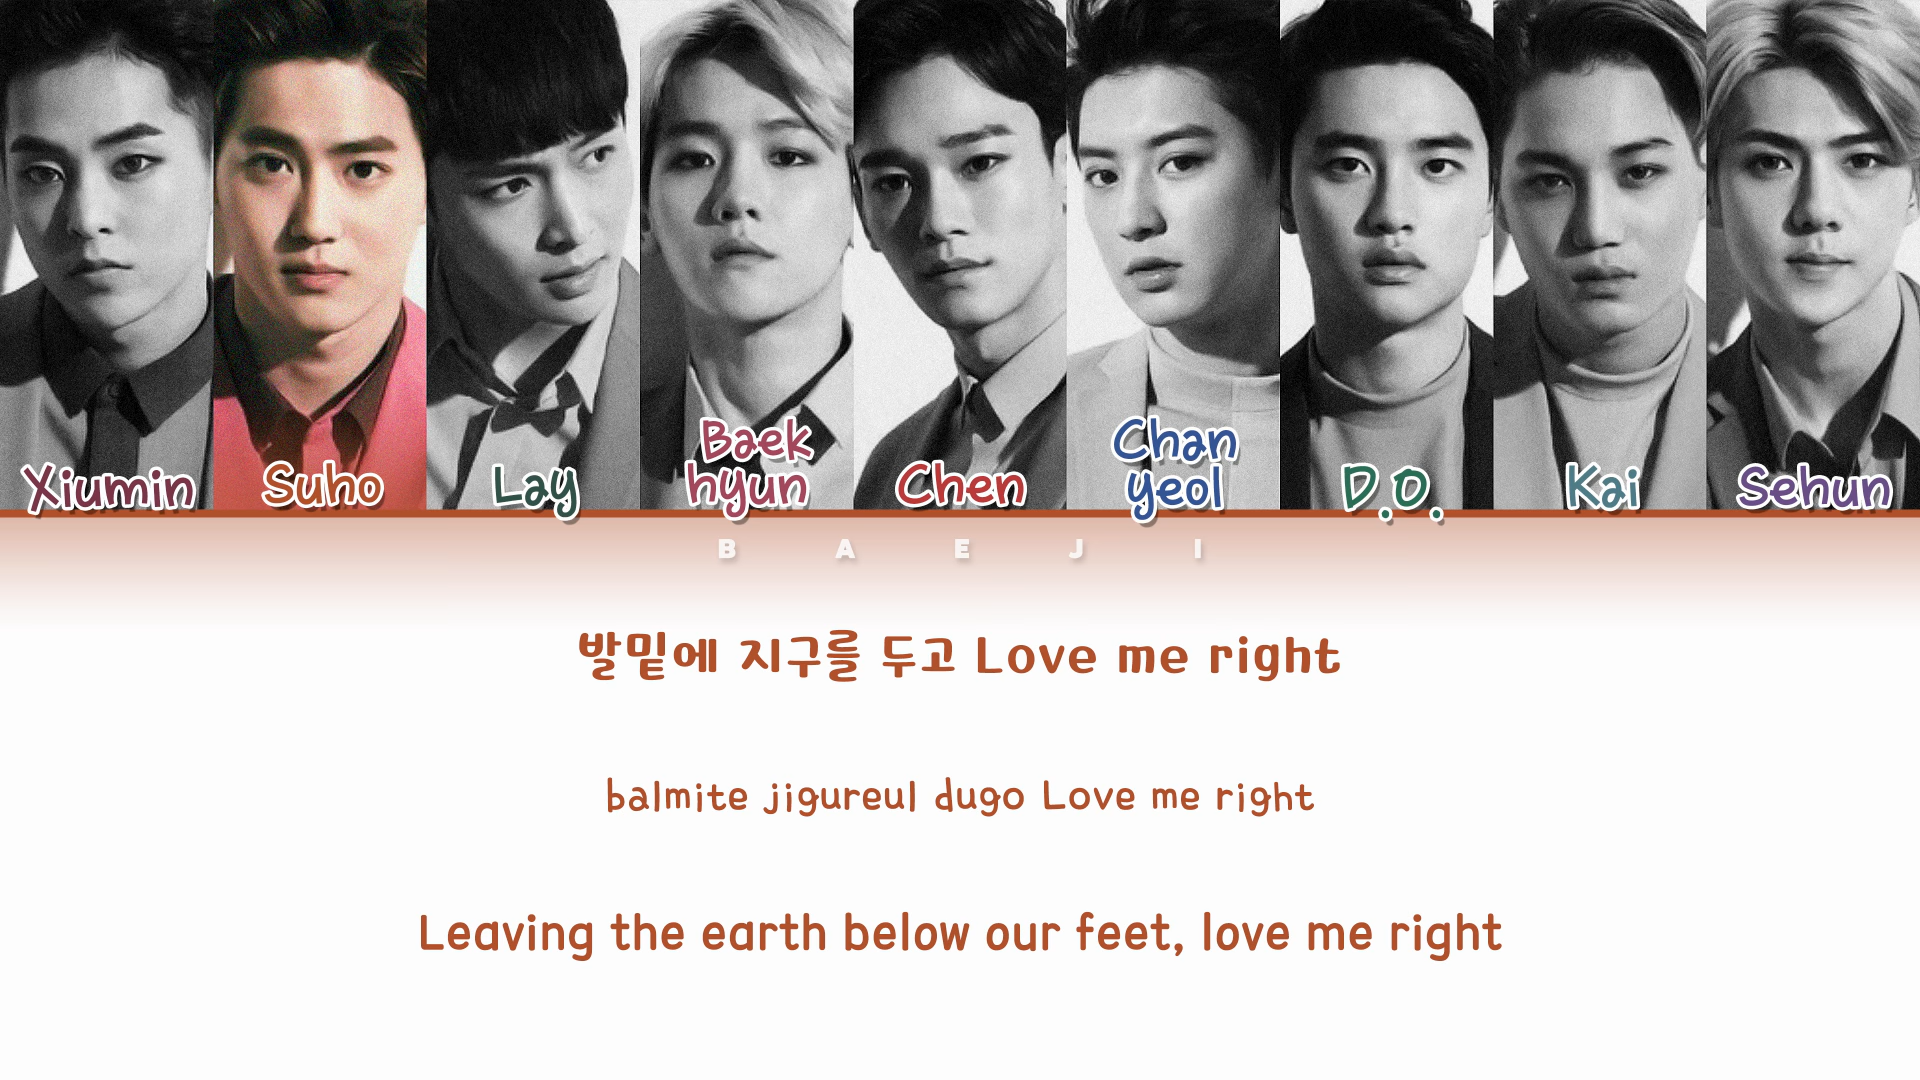 Xiumin
Suho
Lay
Baek
hyun
Chen
Chan
yeol
D.O.
Kai
Sehun
BAEJI
발밑에 지구를 두고 Love me right
balmite jigureul dugo Love me right
Leaving the earth below our feet, love me right